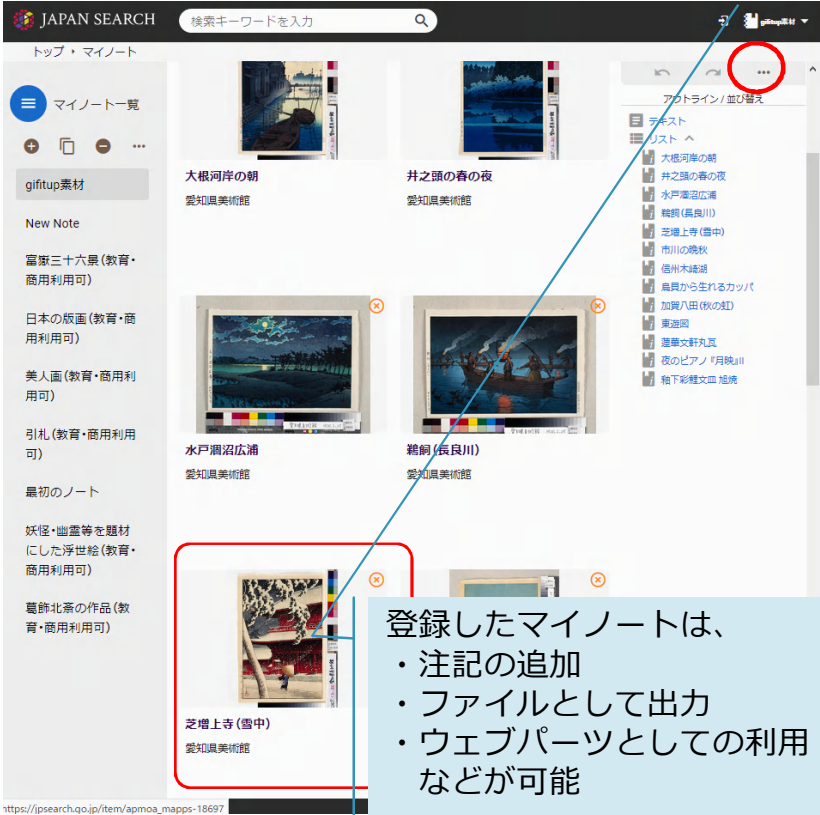 JAPAN SEARCH
検索キーワードを入力
gifitup素材
トップ › マイノート
マイノート一覧
gifitup素材
New Note
富嶽三十六景(教育・
商用利用可)
日本の版画(教育・商
用利用可)
美人画(教育・商用利
用可)
引札(教育・商用利用
可)
最初のノート
妖怪・幽霊等を題材
にした浮世絵(教育・
商用利用可)
葛飾北斎の作品(教
育・商用利用可)
大根河岸の朝
愛知県美術館
井之頭の春の夜
愛知県美術館
水戸涸沼広浦
愛知県美術館
鵜飼(長良川)
愛知県美術館
芝増上寺(雪中)
愛知県美術館
アウトライン / 並び替え
テキスト
リスト
大根河岸の朝
井之頭の春の夜
水戸涸沼広浦
鵜飼(長良川)
芝増上寺(雪中)
市川の晩秋
信州木崎湖
鳥貝から生れるカッパ
加賀八田(秋の虹)
東遊図
蓮華文軒丸瓦
夜のピアノ『月映』II
釉下彩鯉文皿 旭焼
登録したマイノートは、
・注記の追加
・ファイルとして出力
・ウェブパーツとしての利用
などが可能
https://jpsearch.go.jp/item/apmoa_mapps-18697